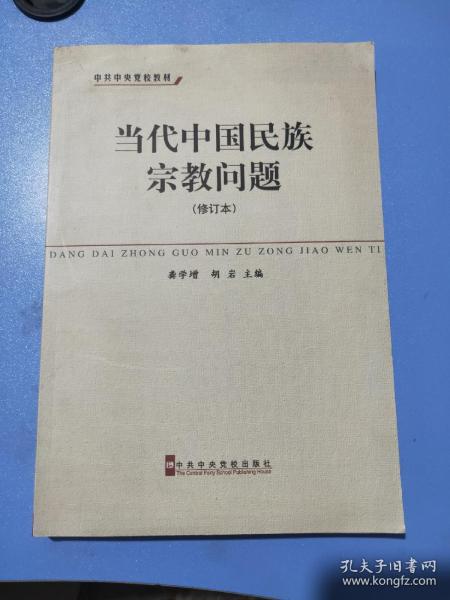 中共中央党校教材
当代中国民族
宗教问题
(修订本)
DANG DAI ZHONG GUO MIN ZU ZONG JIAO WEN TI
龚学增 胡 岩 主编
中共中央党校出版社
The Central Party School Publishing House
孔夫子旧书网
www.kongfz.com